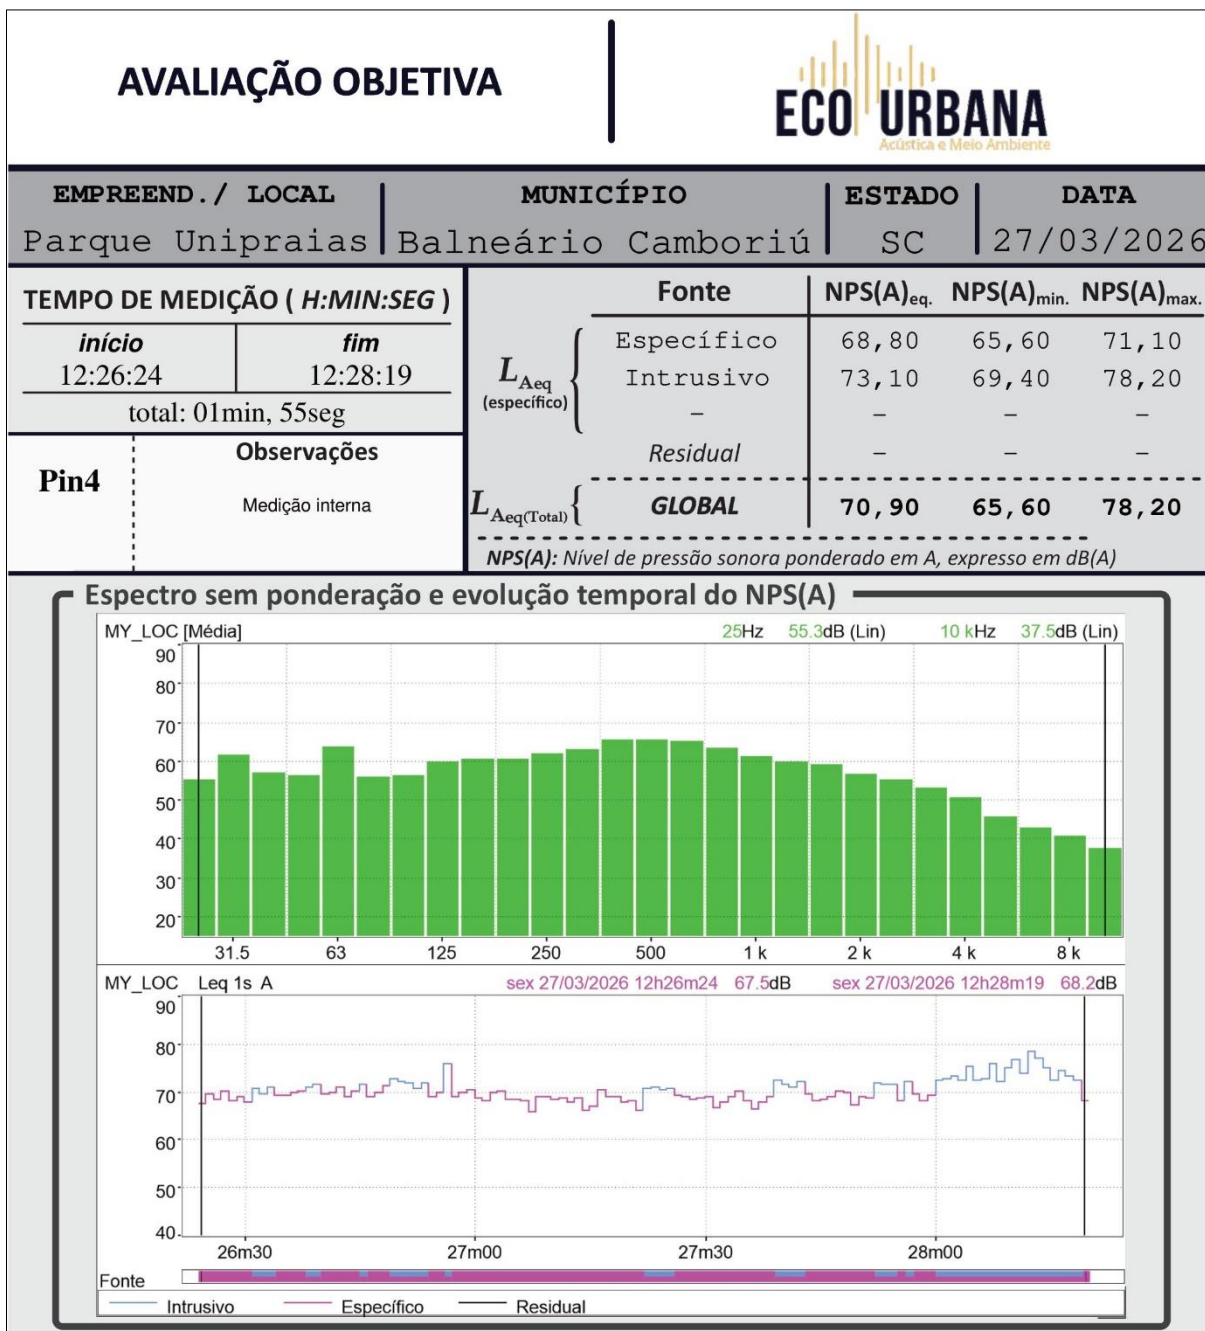 AVALIAÇÃO OBJETIVA
ECO URBANA
Acústica e Meio Ambiente
EMPREEND./ LOCAL MUNICÍPIO ESTADO DATA
Parque Unipraias Balneário Camboriú SC 27/03/2026
TEMPO DE MEDIÇÃO ( H:MIN:SEG )
início fim
12:26:24 12:28:19
total: 01min, 55seg
Pin4
Observações
Medição interna
Fonte NPS(A)eq. NPS(A)min. NPS(A)max.
LAeq
(específico)
Específico 68,80 65,60 71,10
Intrusivo 73,10 69,40 78,20
– – – –
Residual – – –
LAeq(Total) GLOBAL 70,90 65,60 78,20
NPS(A): Nível de pressão sonora ponderado em A, expresso em dB(A)
Espectro sem ponderação e evolução temporal do NPS(A)
MY_LOC [Média] 25Hz 55.3dB (Lin) 10 kHz 37.5dB (Lin)
90
80
70
60
50
40
30
20
31.5 63 125 250 500 1 k 2 k 4 k 8 k
MY_LOC Leq 1s A sex 27/03/2026 12h26m24 67.5dB sex 27/03/2026 12h28m19 68.2dB
90
80
70
60
50
40
26m30 27m00 27m30 28m00
Fonte
Intrusivo Específico Residual